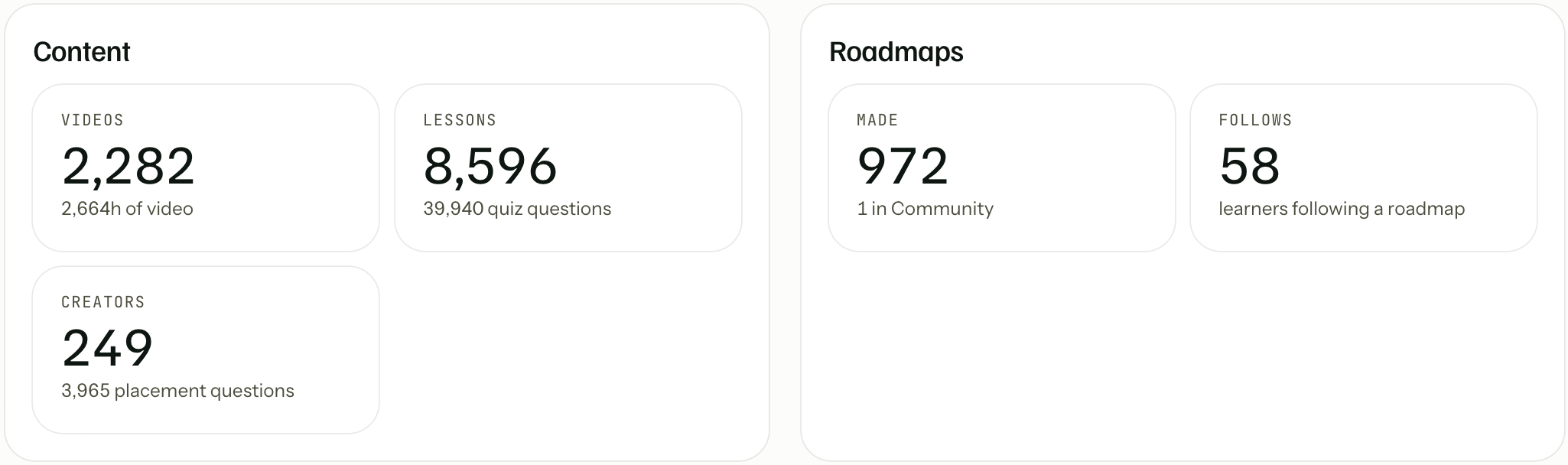 Content
VIDEOS
2,282
2,664h of video
LESSONS
8,596
39,940 quiz questions
CREATORS
249
3,965 placement questions
Roadmaps
MADE
972
1 in Community
FOLLOWS
58
learners following a roadmap